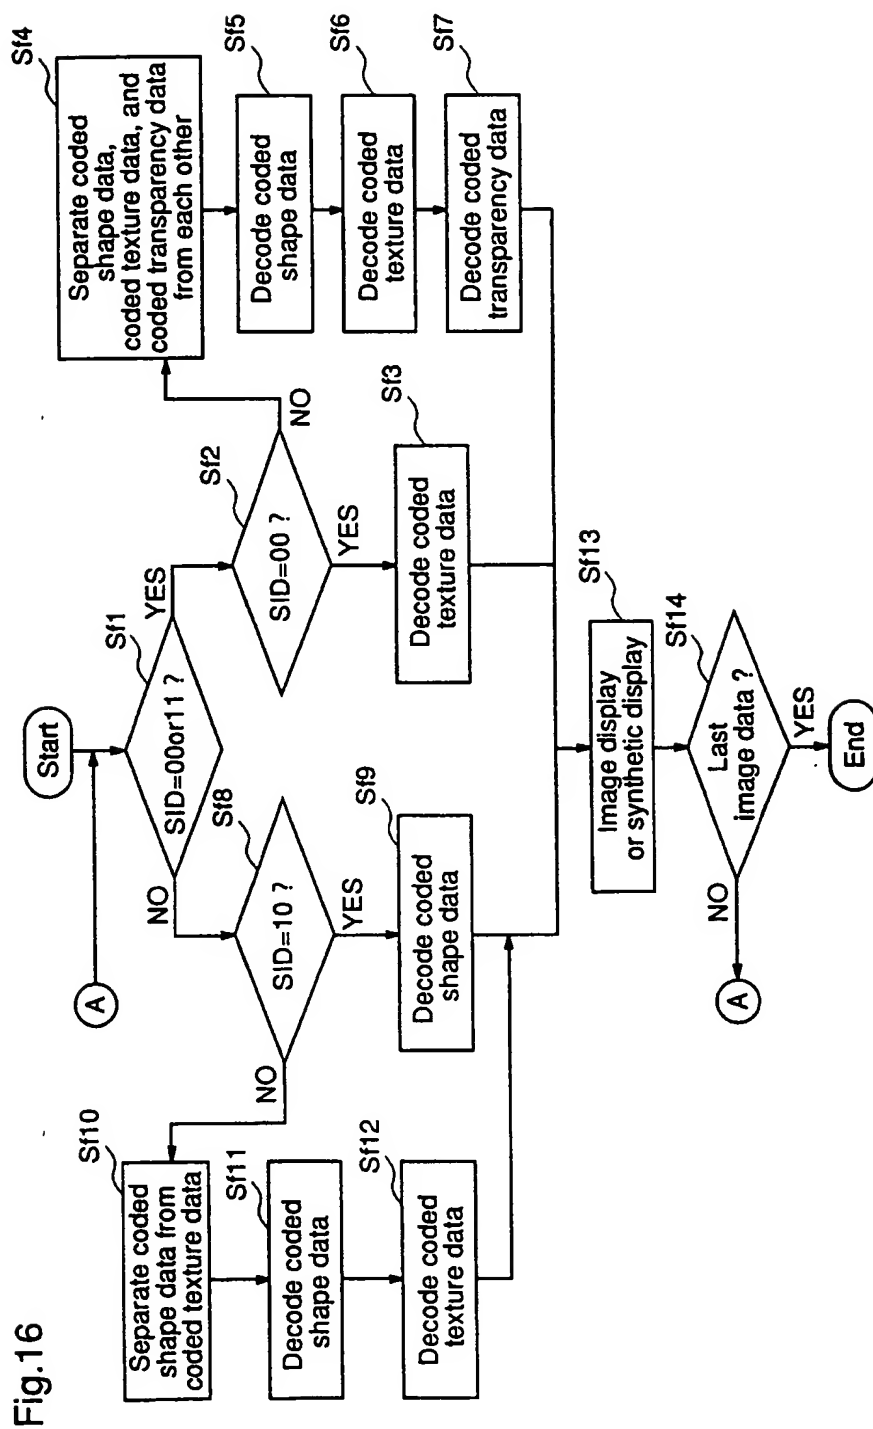 Fig.16
Start
A
Sf1
SID=00or11 ?
YES
NO
Sf2
SID=00 ?
NO
YES
Sf3
Decode coded
texture data
Sf4
Separate coded
shape data,
coded texture data, and
coded transparency data
from each other
Sf5
Decode coded
shape data
Sf6
Decode coded
texture data
Sf7
Decode coded
transparency data
Sf8
SID=10 ?
NO
YES
Sf9
Decode coded
shape data
Sf10
Separate coded
shape data from
coded texture data
Sf11
Decode coded
shape data
Sf12
Decode coded
texture data
Sf13
Image display
or synthetic display
Sf14
Last
image data ?
NO
YES
A
End